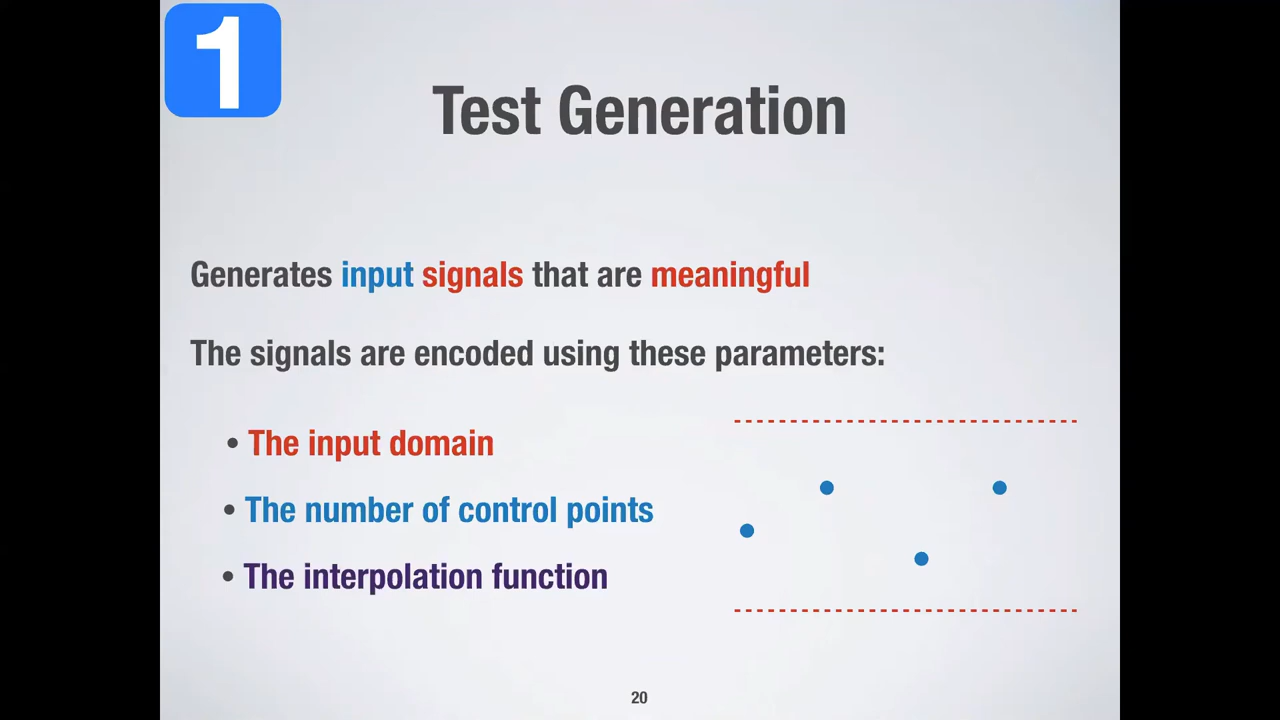 1
Test Generation
Generates input signals that are meaningful
The signals are encoded using these parameters:
• The input domain
• The number of control points
• The interpolation function
20